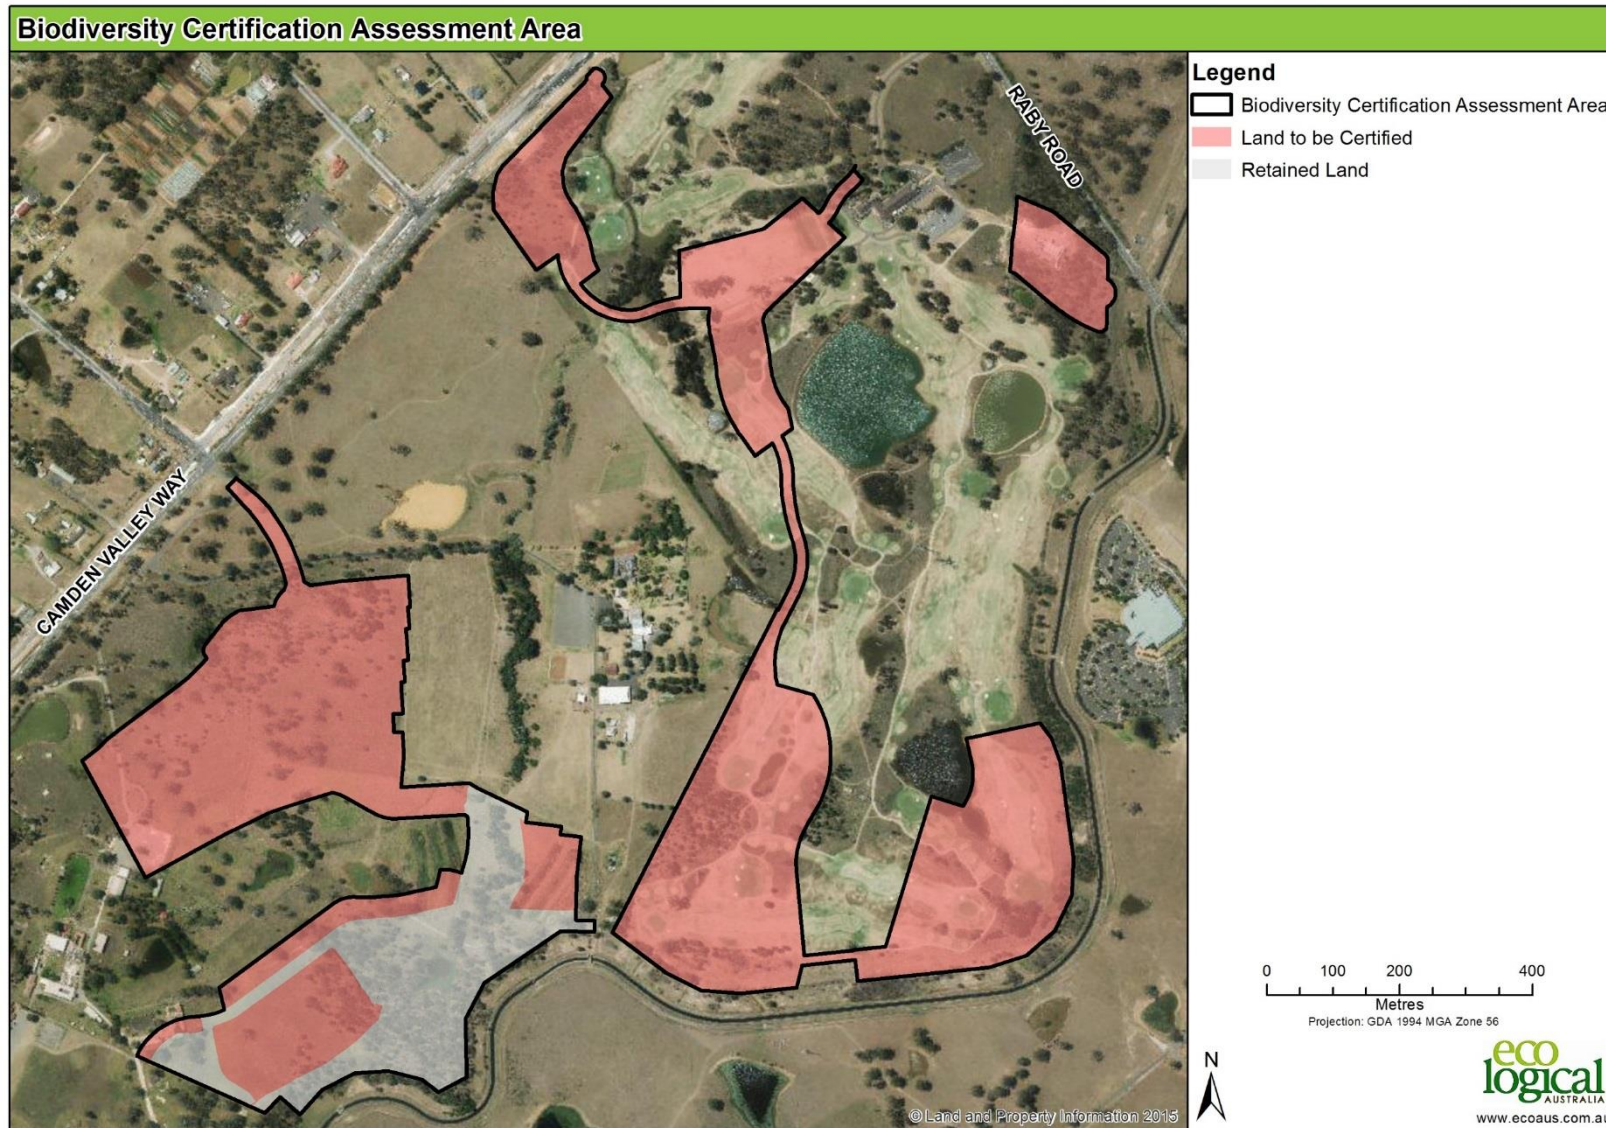 Biodiversity Certification Assessment Area
RABY ROAD
CAMDEN VALLEY WAY
© Land and Property Information 2015
Legend
Biodiversity Certification Assessment Area
Land to be Certified
Retained Land
0 100 200 400
Metres
Projection: GDA 1994 MGA Zone 56
N
eco
logical
AUSTRALIA
www.ecoaus.com.au